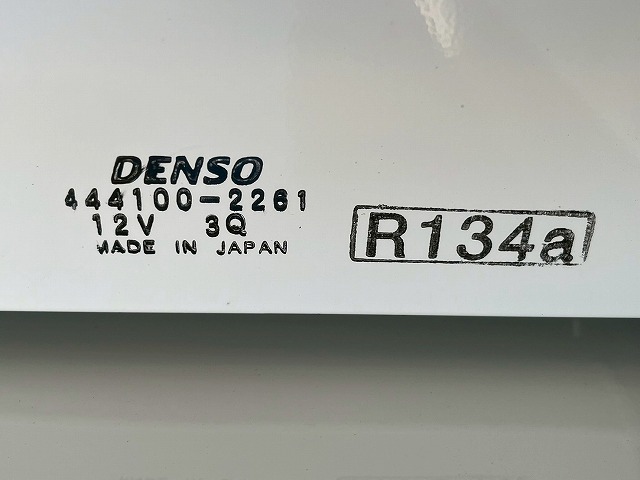 DENSO
444100-2261
12V 3Q
MADE IN JAPAN
R134a